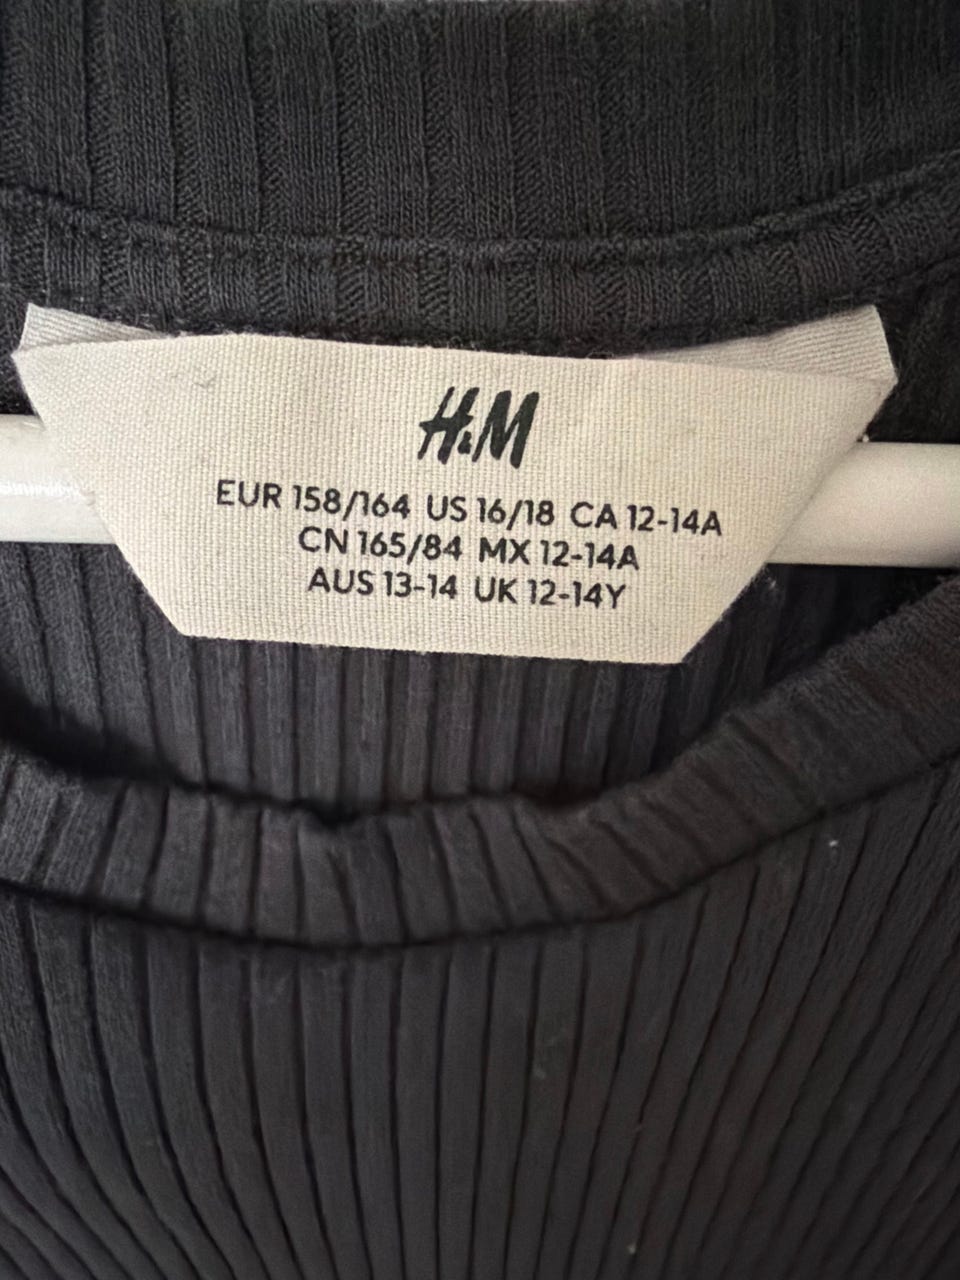 H&M
EUR 158/164 US 16/18 CA 12-14A
CN 165/84 MX 12-14A
AUS 13-14 UK 12-14Y